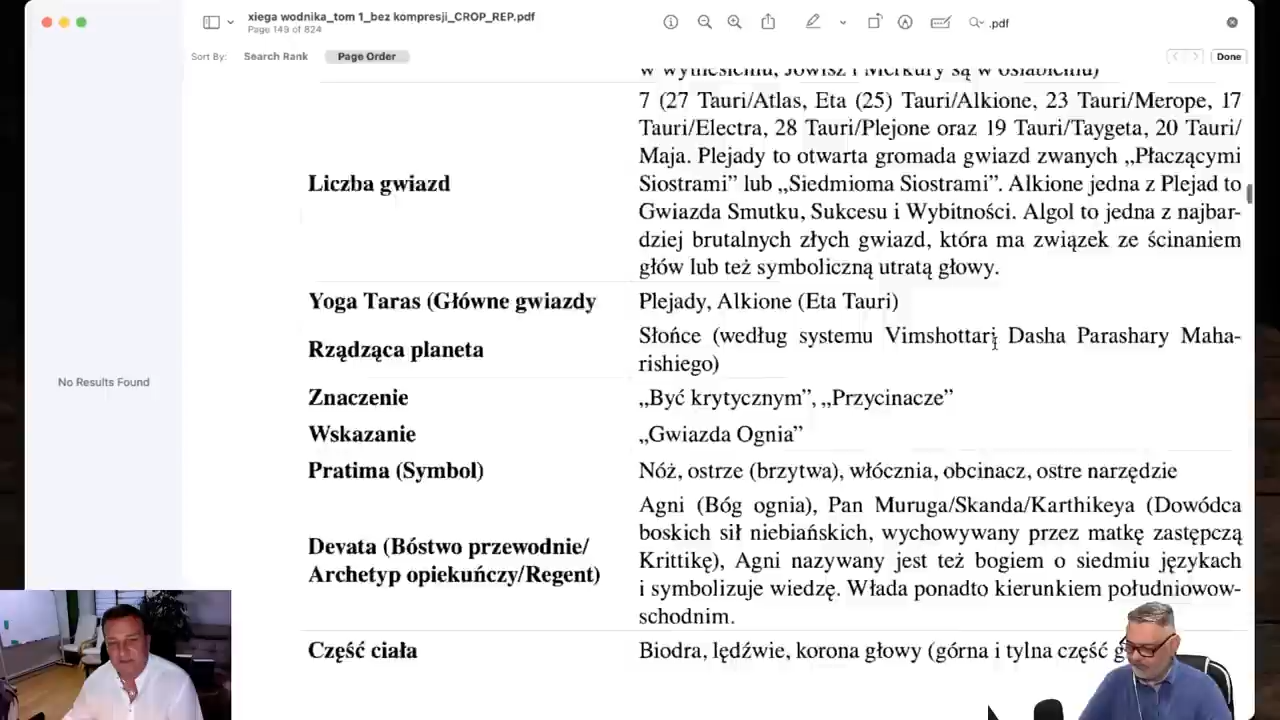 xiega wodnika_tom 1_bez kompresji_CROP_REP.pdf
Page 149 of 824
.pdf
Sort By: Search Rank Page Order
Done
No Results Found
w wymesieniu, Jowisz i Merkury są w osłabieniu)
Liczba gwiazd
7 (27 Tauri/Atlas, Eta (25) Tauri/Alkione, 23 Tauri/Merope, 17
Tauri/Electra, 28 Tauri/Plejone oraz 19 Tauri/Taygeta, 20 Tauri/
Maja. Plejady to otwarta gromada gwiazd zwanych „Płaczącymi
Siostrami” lub „Siedmioma Siostrami”. Alkione jedna z Plejad to
Gwiazda Smutku, Sukcesu i Wybitności. Algol to jedna z najbar-
dziej brutalnych złych gwiazd, która ma związek ze ścinaniem
głów lub też symboliczną utratą głowy.
Yoga Taras (Główne gwiazdy
Plejady, Alkione (Eta Tauri)
Rządząca planeta
Słońce (według systemu Vimshottari Dasha Parashary Maha-
rishiego)
Znaczenie
„Być krytycznym”, „Przycinacze”
Wskazanie
„Gwiazda Ognia”
Pratima (Symbol)
Nóż, ostrze (brzytwa), włócznia, obcinacz, ostre narzędzie
Devata (Bóstwo przewodnie/
Archetyp opiekuńczy/Regent)
Agni (Bóg ognia), Pan Muruga/Skanda/Karthikeya (Dowódca
boskich sił niebiańskich, wychowywany przez matkę zastępczą
Krittikę), Agni nazywany jest też bogiem o siedmiu językach
i symbolizuje wiedzę. Włada ponadto kierunkiem południowow-
schodnim.
Część ciała
Biodra, lędźwie, korona głowy (górna i tylna część